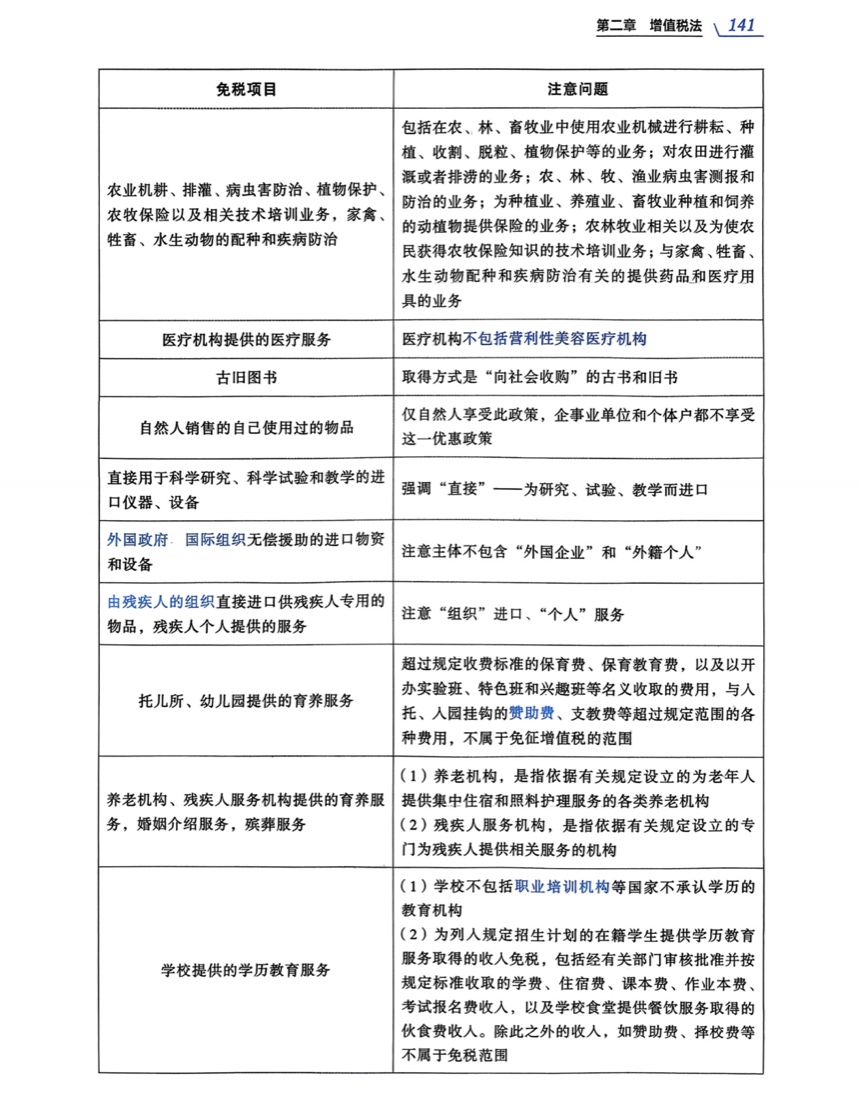 第二章 增值税法 141
免税项目
注意问题
农业机耕、排灌、病虫害防治、植物保护、
农牧保险以及相关技术培训业务，家禽、
牲畜、水生动物的配种和疾病防治
包括在农、林、畜牧业中使用农业机械进行耕耘、种
植、收割、脱粒、植物保护等的业务；对农田进行灌
溉或者排涝的业务；农、林、牧、渔业病虫害测报和
防治的业务；为种植业、养殖业、畜牧业种植和饲养
的动植物提供保险的业务；农林牧业相关以及为使农
民获得农牧保险知识的技术培训业务；与家禽、牲畜、
水生动物配种和疾病防治有关的提供药品和医疗用
具的业务
医疗机构提供的医疗服务
医疗机构不包括营利性美容医疗机构
古旧图书
取得方式是“向社会收购”的古书和旧书
自然人销售的自己使用过的物品
仅自然人享受此政策，企事业单位和个体户都不享受
这一优惠政策
直接用于科学研究、科学试验和教学的进
口仪器、设备
强调“直接”——为研究、试验、教学而进口
外国政府 国际组织无偿援助的进口物资
和设备
注意主体不包含“外国企业”和“外籍个人”
由残疾人的组织直接进口供残疾人专用的
物品，残疾人个人提供的服务
注意“组织”进口、“个人”服务
托儿所、幼儿园提供的育养服务
超过规定收费标准的保育费、保育教育费，以及以开
办实验班、特色班和兴趣班等名义收取的费用，与入
托、入园挂钩的赞助费、支教费等超过规定范围的各
种费用，不属于免征增值税的范围
养老机构、残疾人服务机构提供的育养服
务，婚姻介绍服务，殡葬服务
（1）养老机构，是指依据有关规定设立的为老年人
提供集中住宿和照料护理服务的各类养老机构
（2）残疾人服务机构，是指依据有关规定设立的专
门为残疾人提供相关服务的机构
学校提供的学历教育服务
（1）学校不包括职业培训机构等国家不承认学历的
教育机构
（2）为列入规定招生计划的在籍学生提供学历教育
服务取得的收入免税，包括经有关部门审核批准并按
规定标准收取的学费、住宿费、课本费、作业本费、
考试报名费收入，以及学校食堂提供餐饮服务取得的
伙食费收入。除此之外的收入，如赞助费、择校费等
不属于免税范围